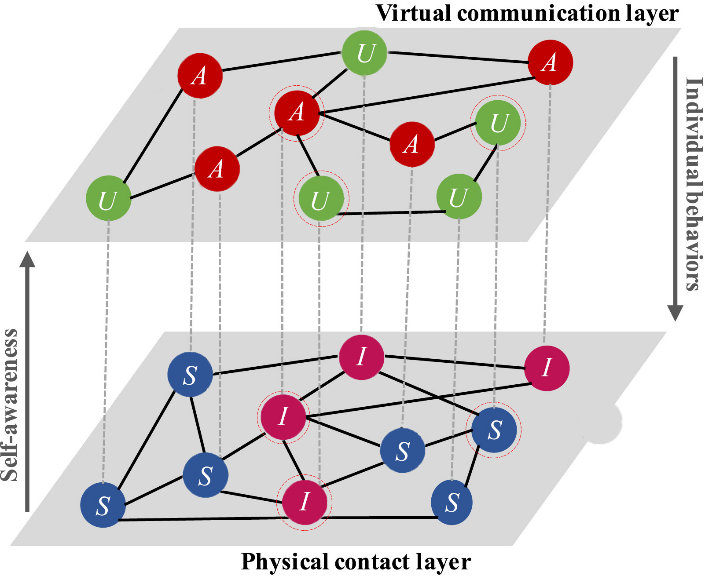 Virtual communication layer
U
A
A
A
U
A
A
U
U
U
Individual behaviors
Self-awareness
I
S
I
I
S
S
S
S
I
S
Physical contact layer